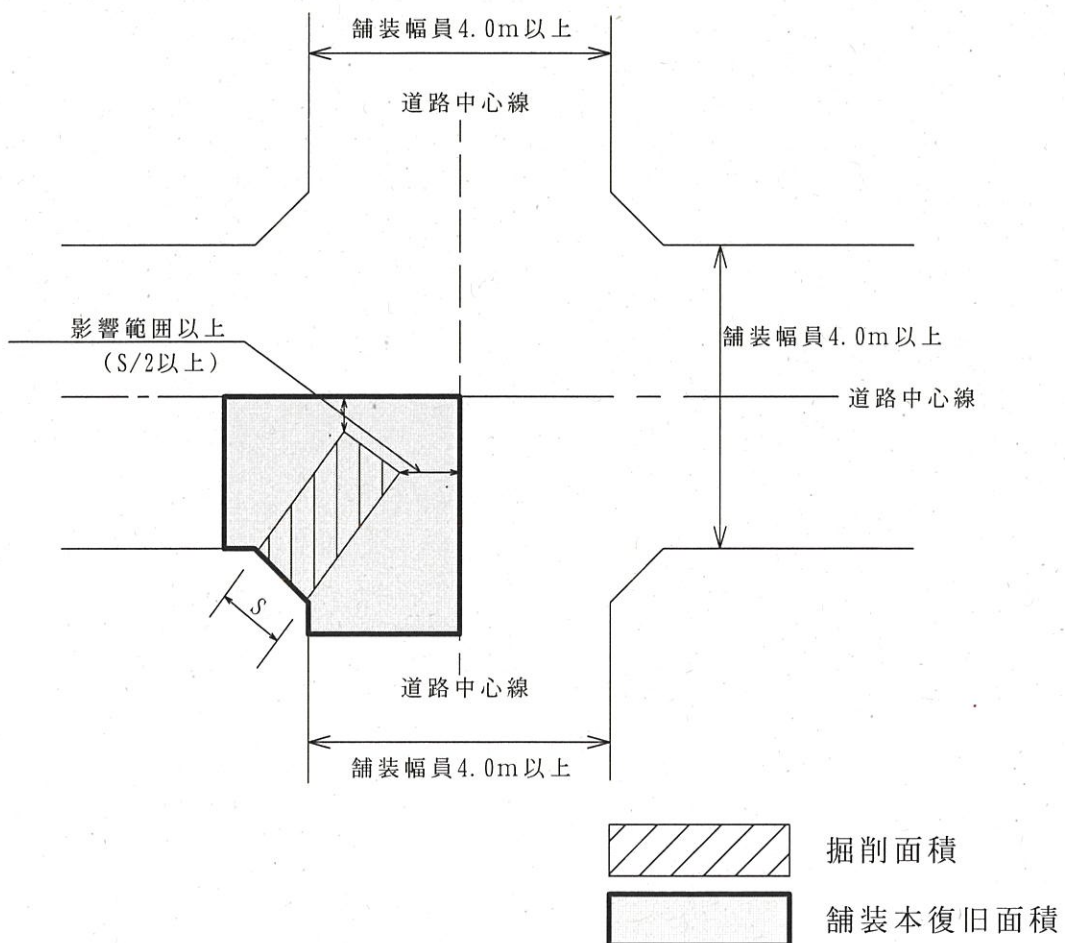 舗装幅員4.0m以上
道路中心線
影響範囲以上
(S/2以上)
舗装幅員4.0m以上
道路中心線
S
道路中心線
舗装幅員4.0m以上
掘削面積
舗装本復旧面積